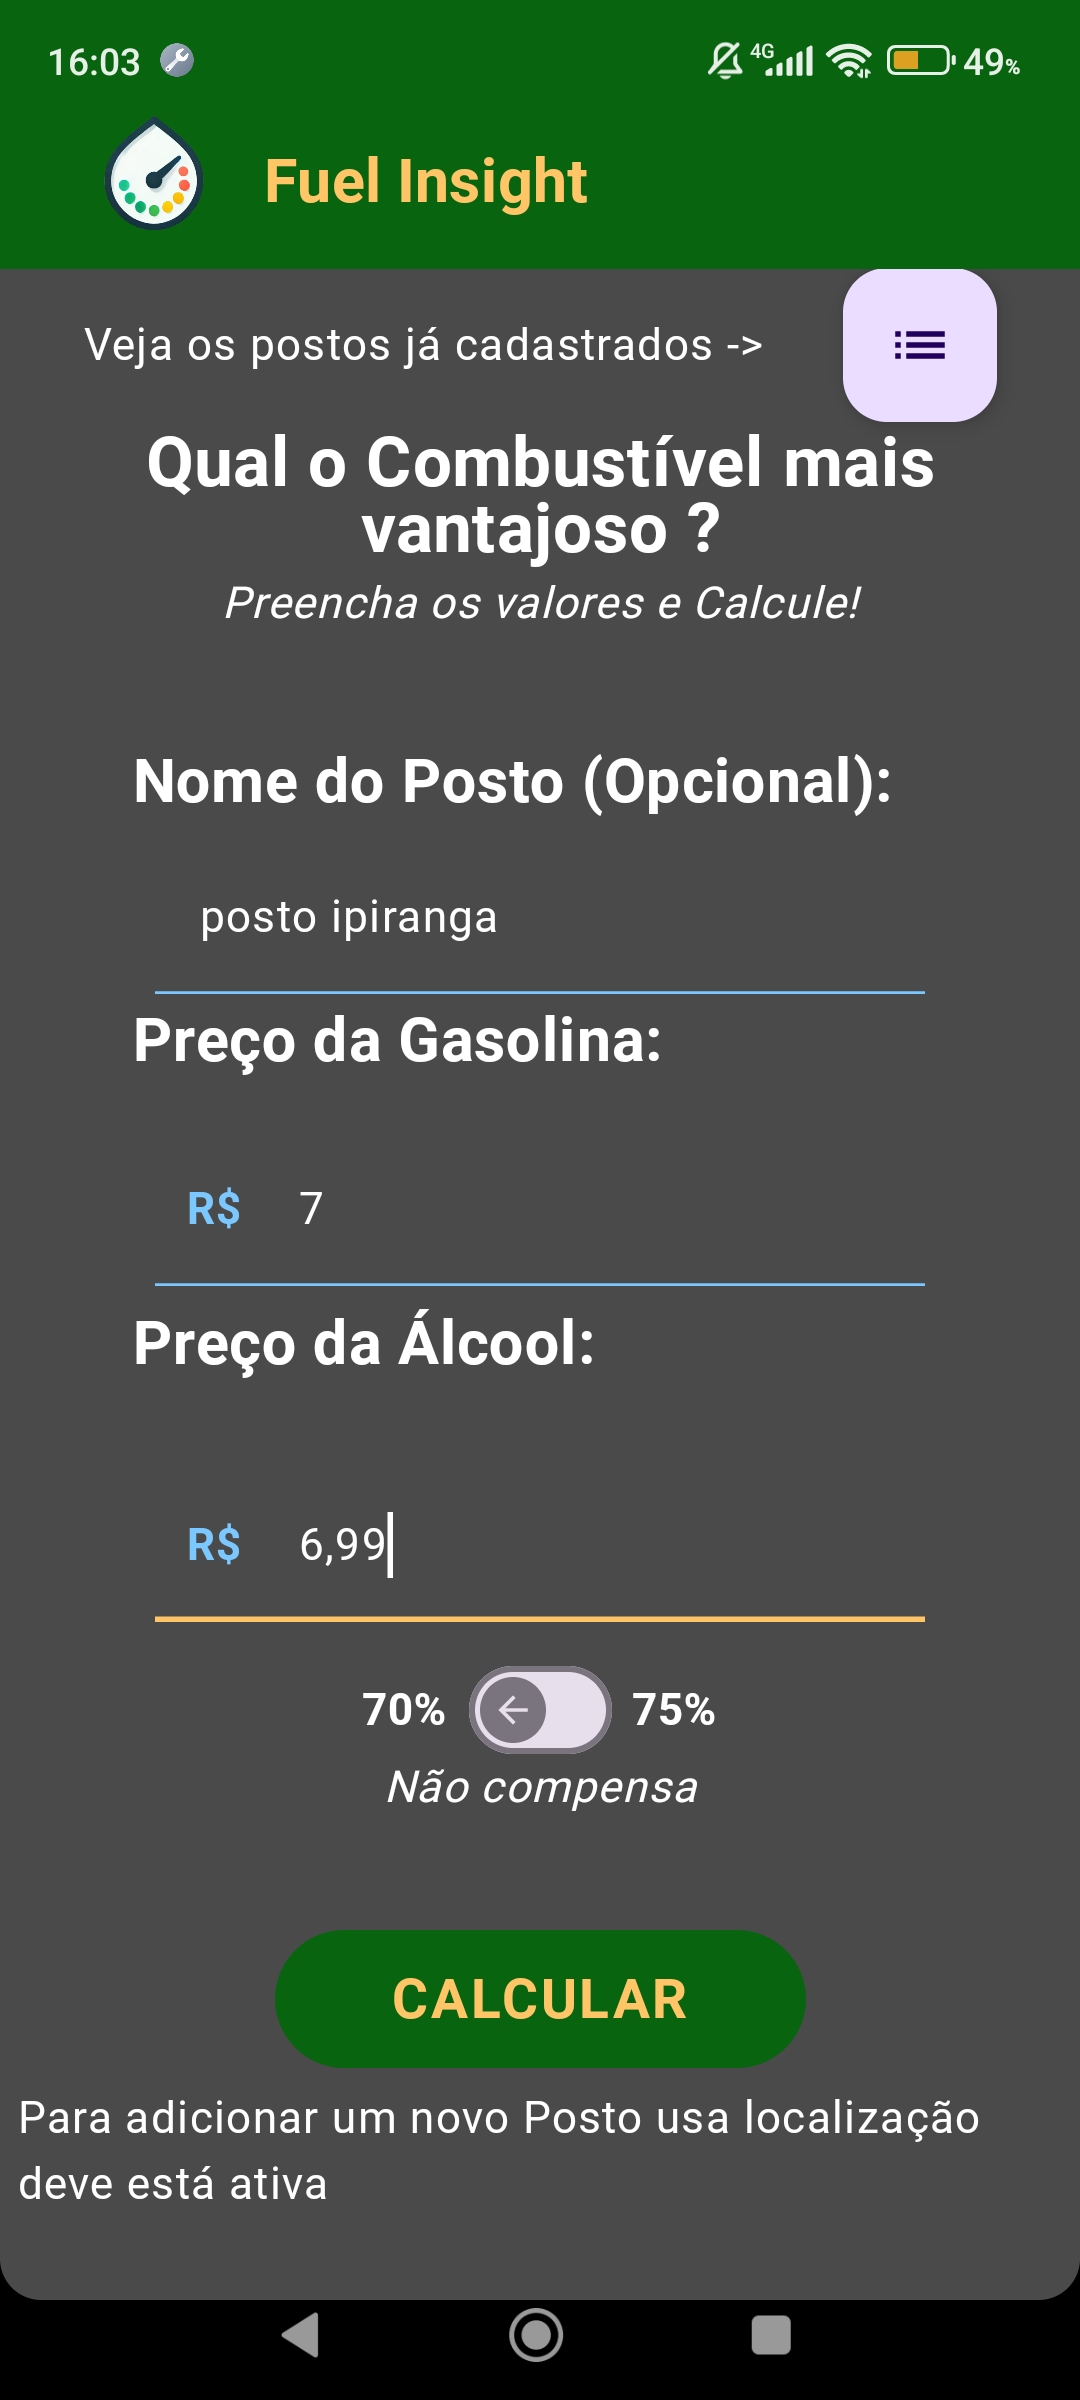 16:03 4G 49%
Fuel Insight
Veja os postos já cadastrados ->
Qual o Combustível mais
vantajoso ?
Preencha os valores e Calcule!
Nome do Posto (Opcional):
posto ipiranga
Preço da Gasolina:
R$ 7
Preço da Álcool:
R$ 6,99
70% 75%
Não compensa
CALCULAR
Para adicionar um novo Posto usa localização
deve está ativa